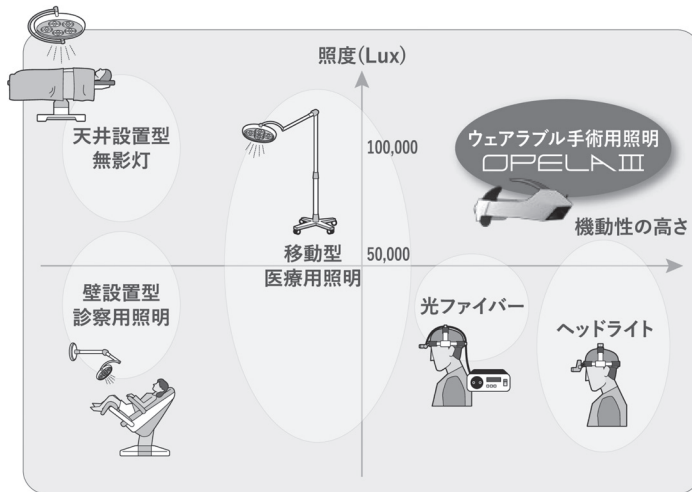 照度(Lux)
天井設置型
無影灯
100,000
ウェアラブル手術用照明
OPELA III
機動性の高さ
移動型
医療用照明
50,000
壁設置型
診察用照明
光ファイバー
ヘッドライト